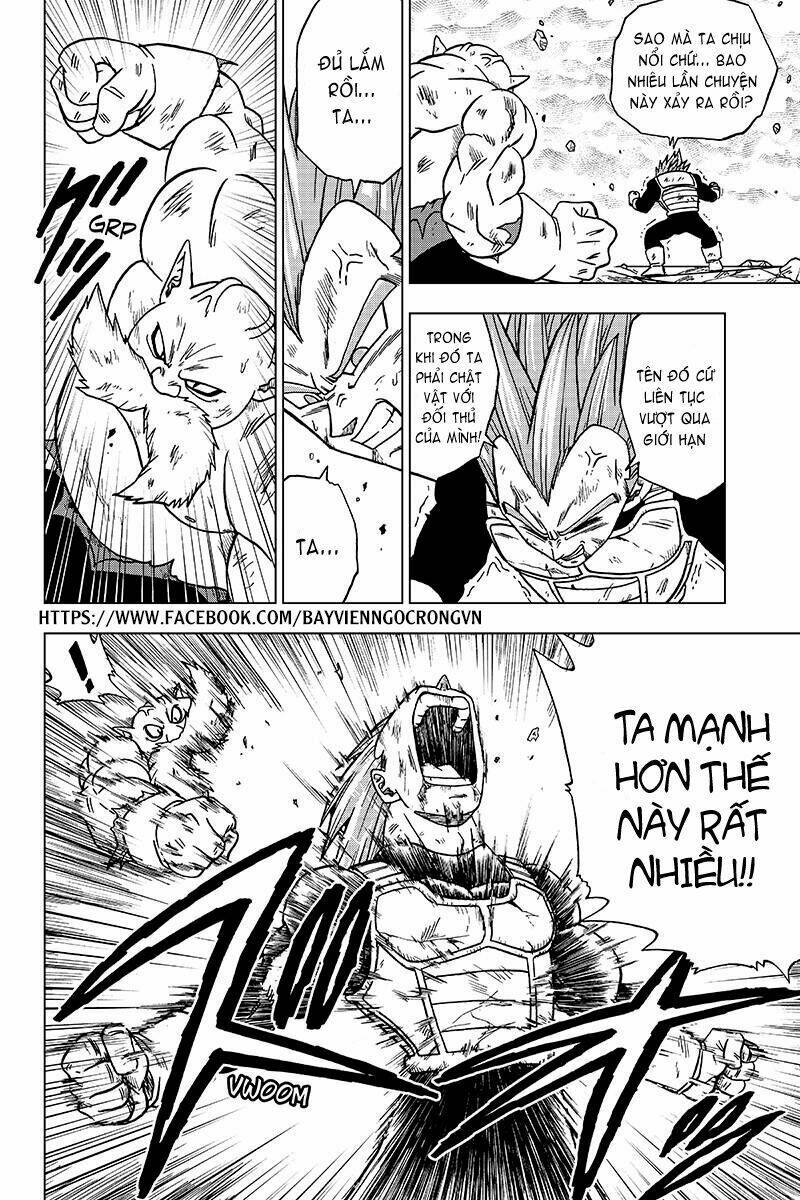 SAO MÀ TA CHỊU
NỔI CHỨ... BAO
NHIÊU LẦN CHUYỆN
NÀY XẢY RA RỒI?
ĐỦ LẮM
RỒI...
TA...
GRP
TÊN ĐÓ CỨ
LIÊN TỤC
VƯỢT QUA
GIỚI HẠN
TRONG
KHI ĐÓ TA
PHẢI CHẬT
VẬT VỚI
ĐỐI THỦ
CỦA MÌNH!
TA...
HTTPS://WWW.FACEBOOK.COM/BAYVIENNGOCRONGVN
!
TA MẠNH
HƠN THẾ
NÀY RẤT
NHIỀU!!
VWOOM